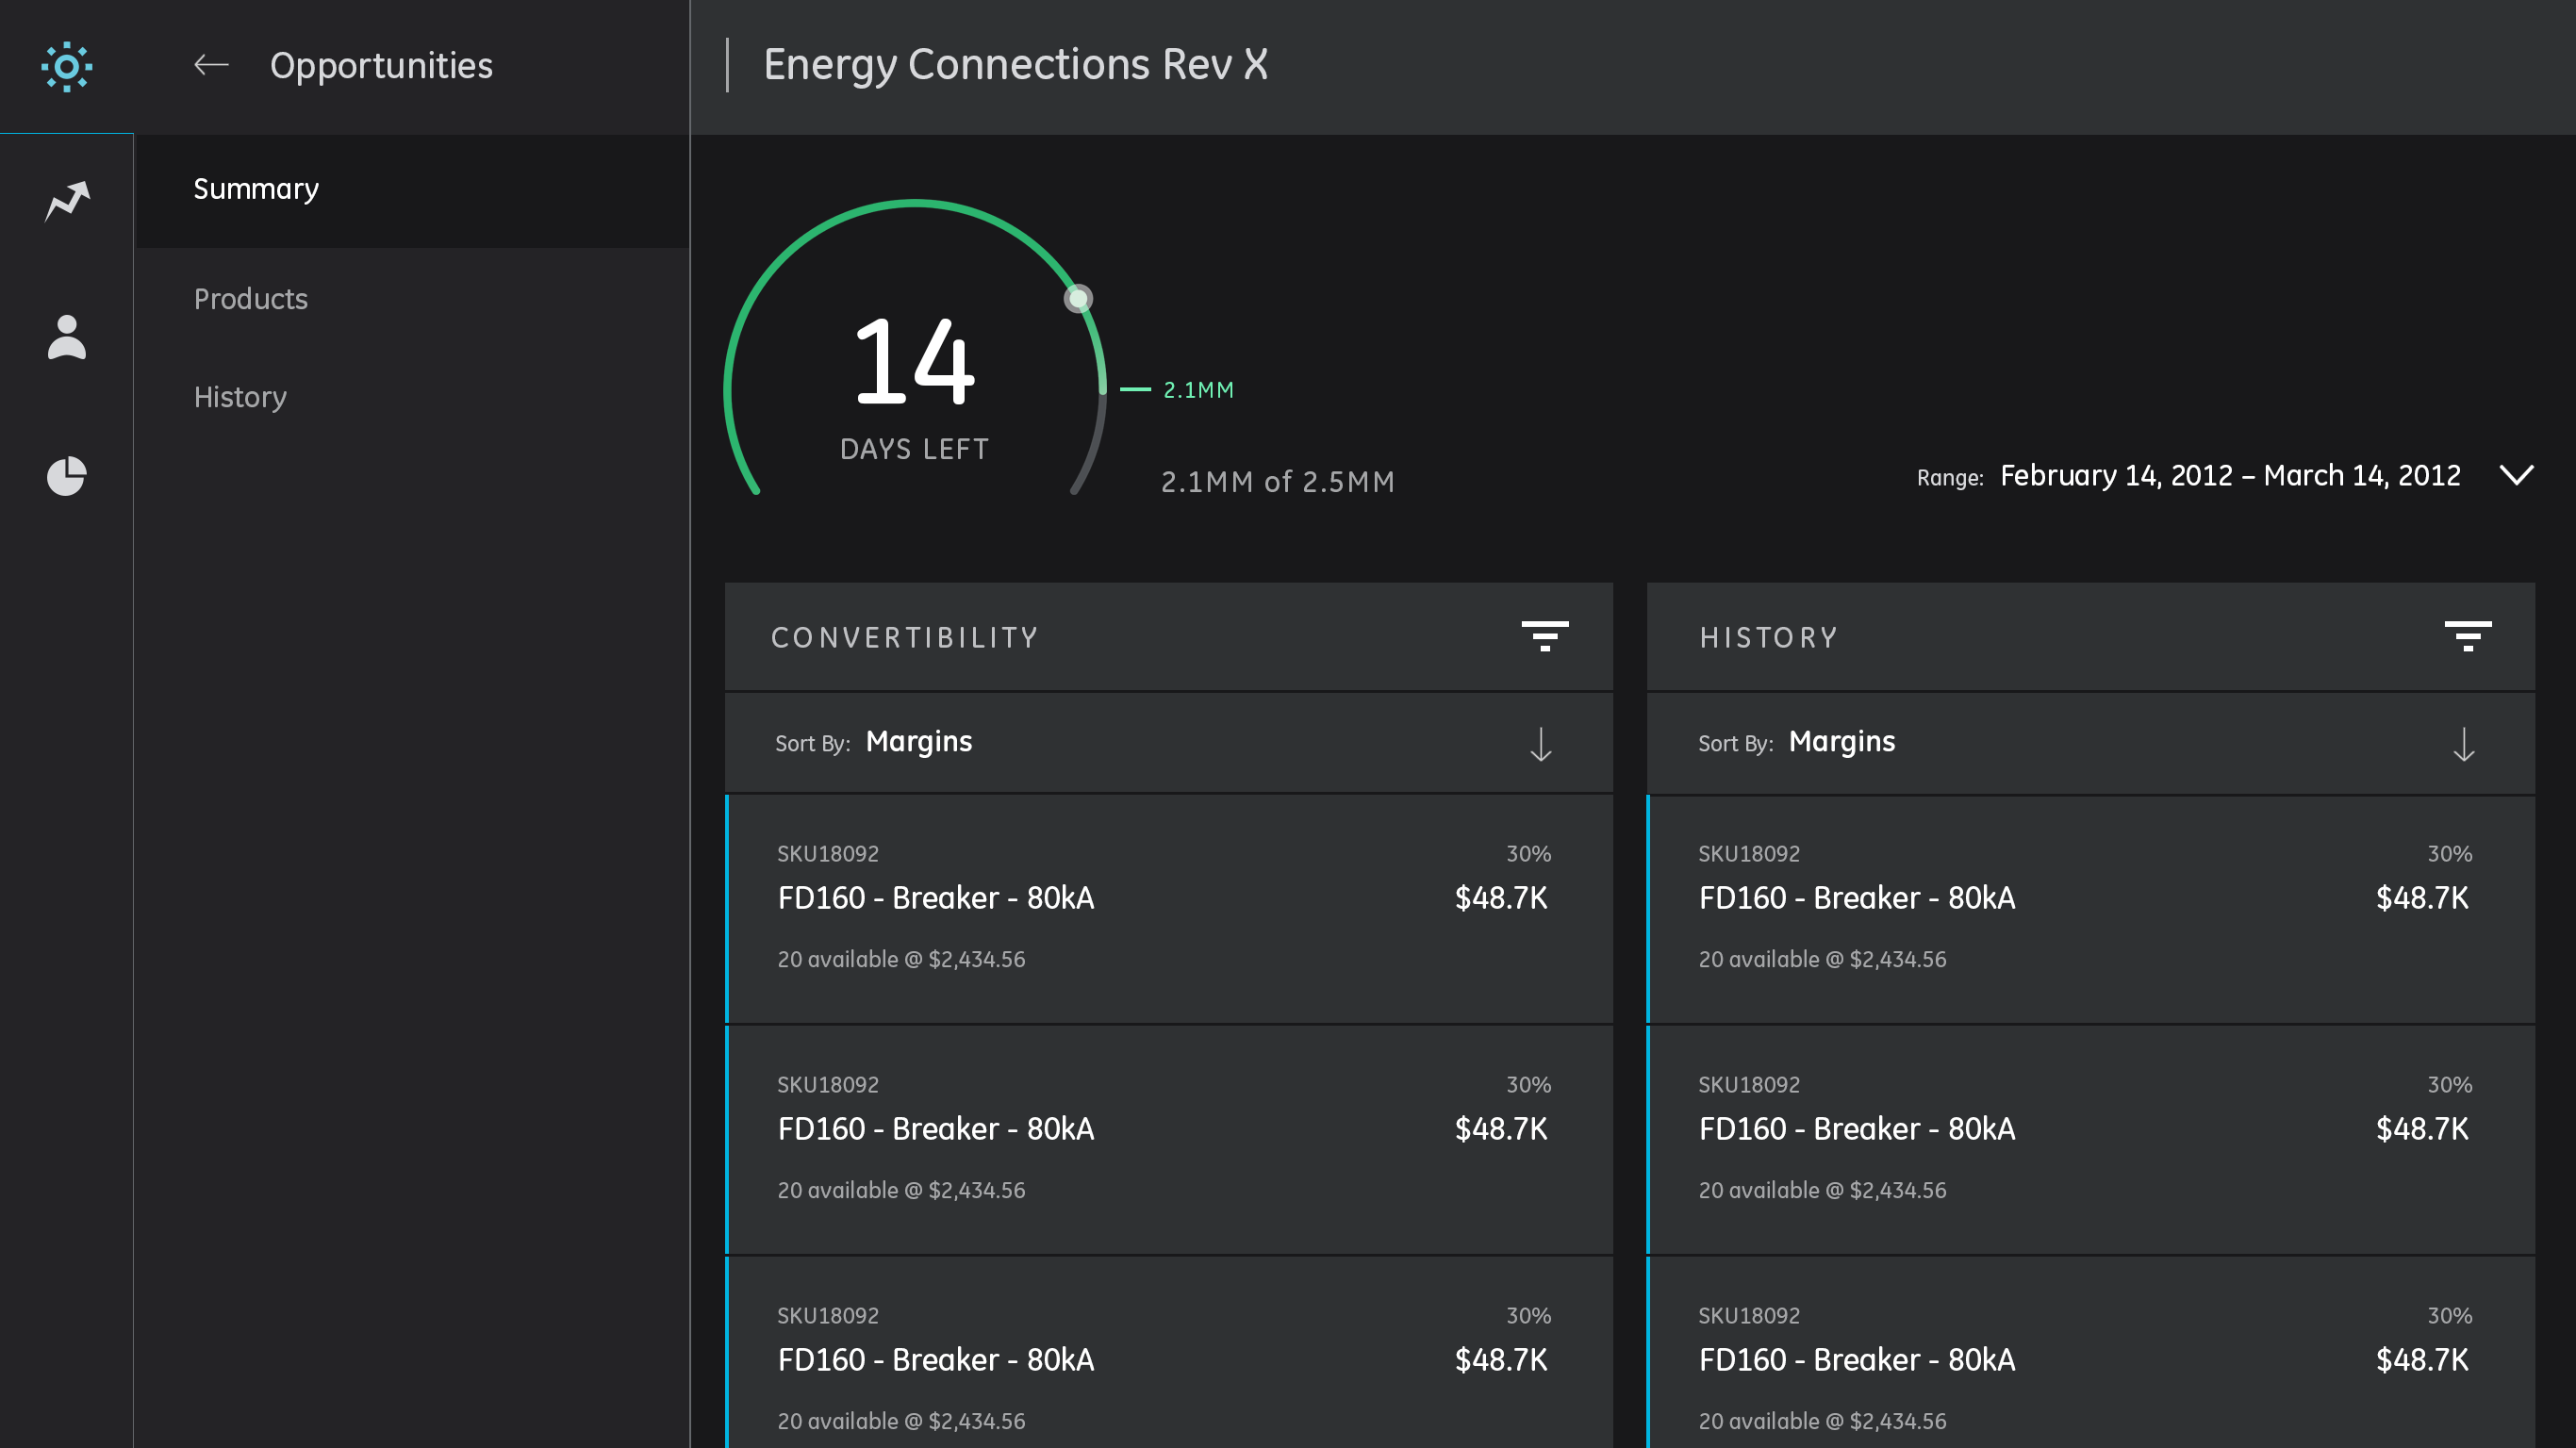 Opportunities
Energy Connections Rev X
Summary
Products
History
14
DAYS LEFT
2.1MM
2.1MM of 2.5MM
Range: February 14, 2012 – March 14, 2012
CONVERTIBILITY
Sort By: Margins
SKU18092 30%
FD160 - Breaker - 80kA $48.7K
20 available @ $2,434.56
SKU18092 30%
FD160 - Breaker - 80kA $48.7K
20 available @ $2,434.56
SKU18092 30%
FD160 - Breaker - 80kA $48.7K
20 available @ $2,434.56
HISTORY
Sort By: Margins
SKU18092 30%
FD160 - Breaker - 80kA $48.7K
20 available @ $2,434.56
SKU18092 30%
FD160 - Breaker - 80kA $48.7K
20 available @ $2,434.56
SKU18092 30%
FD160 - Breaker - 80kA $48.7K
20 available @ $2,434.56